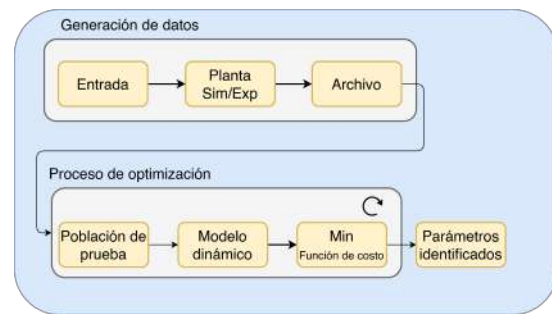 Generación de datos
Entrada
Planta
Sim/Exp
Archivo
Proceso de optimización
Población de
prueba
Modelo
dinámico
Min
Función de costo
Parámetros
identificados